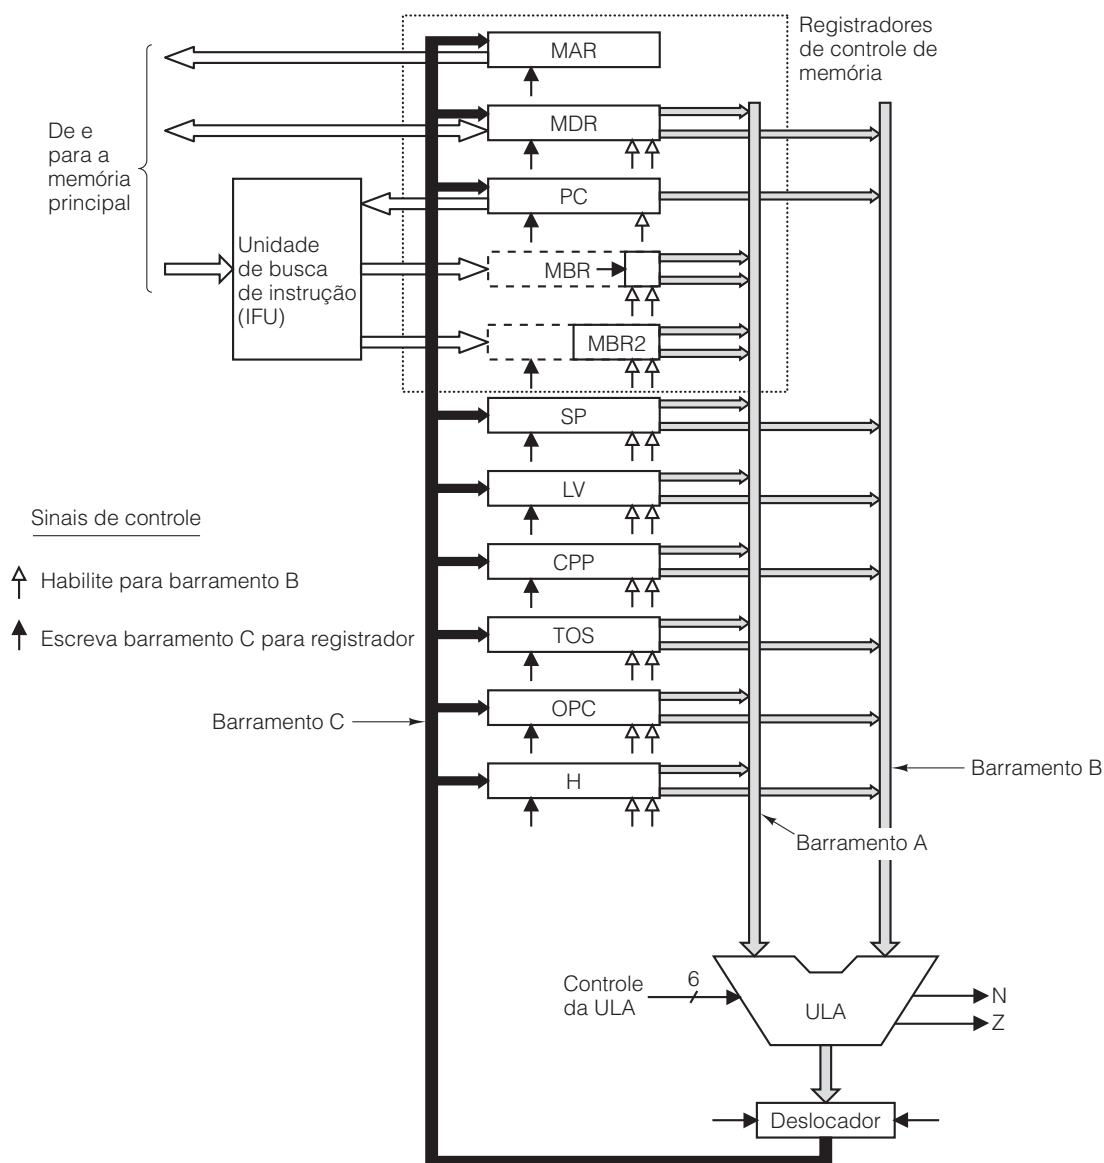 Registradores
de controle de
memória
MAR
MDR
De e
para a
memória
principal
PC
Unidade
de busca
de instrução
(IFU)
MBR
MBR2
SP
LV
Sinais de controle
CPP
Habilite para barramento B
TOS
Escreva barramento C para registrador
OPC
Barramento C
H
Barramento B
Barramento A
Controle
da ULA
6
ULA
N
Z
Deslocador